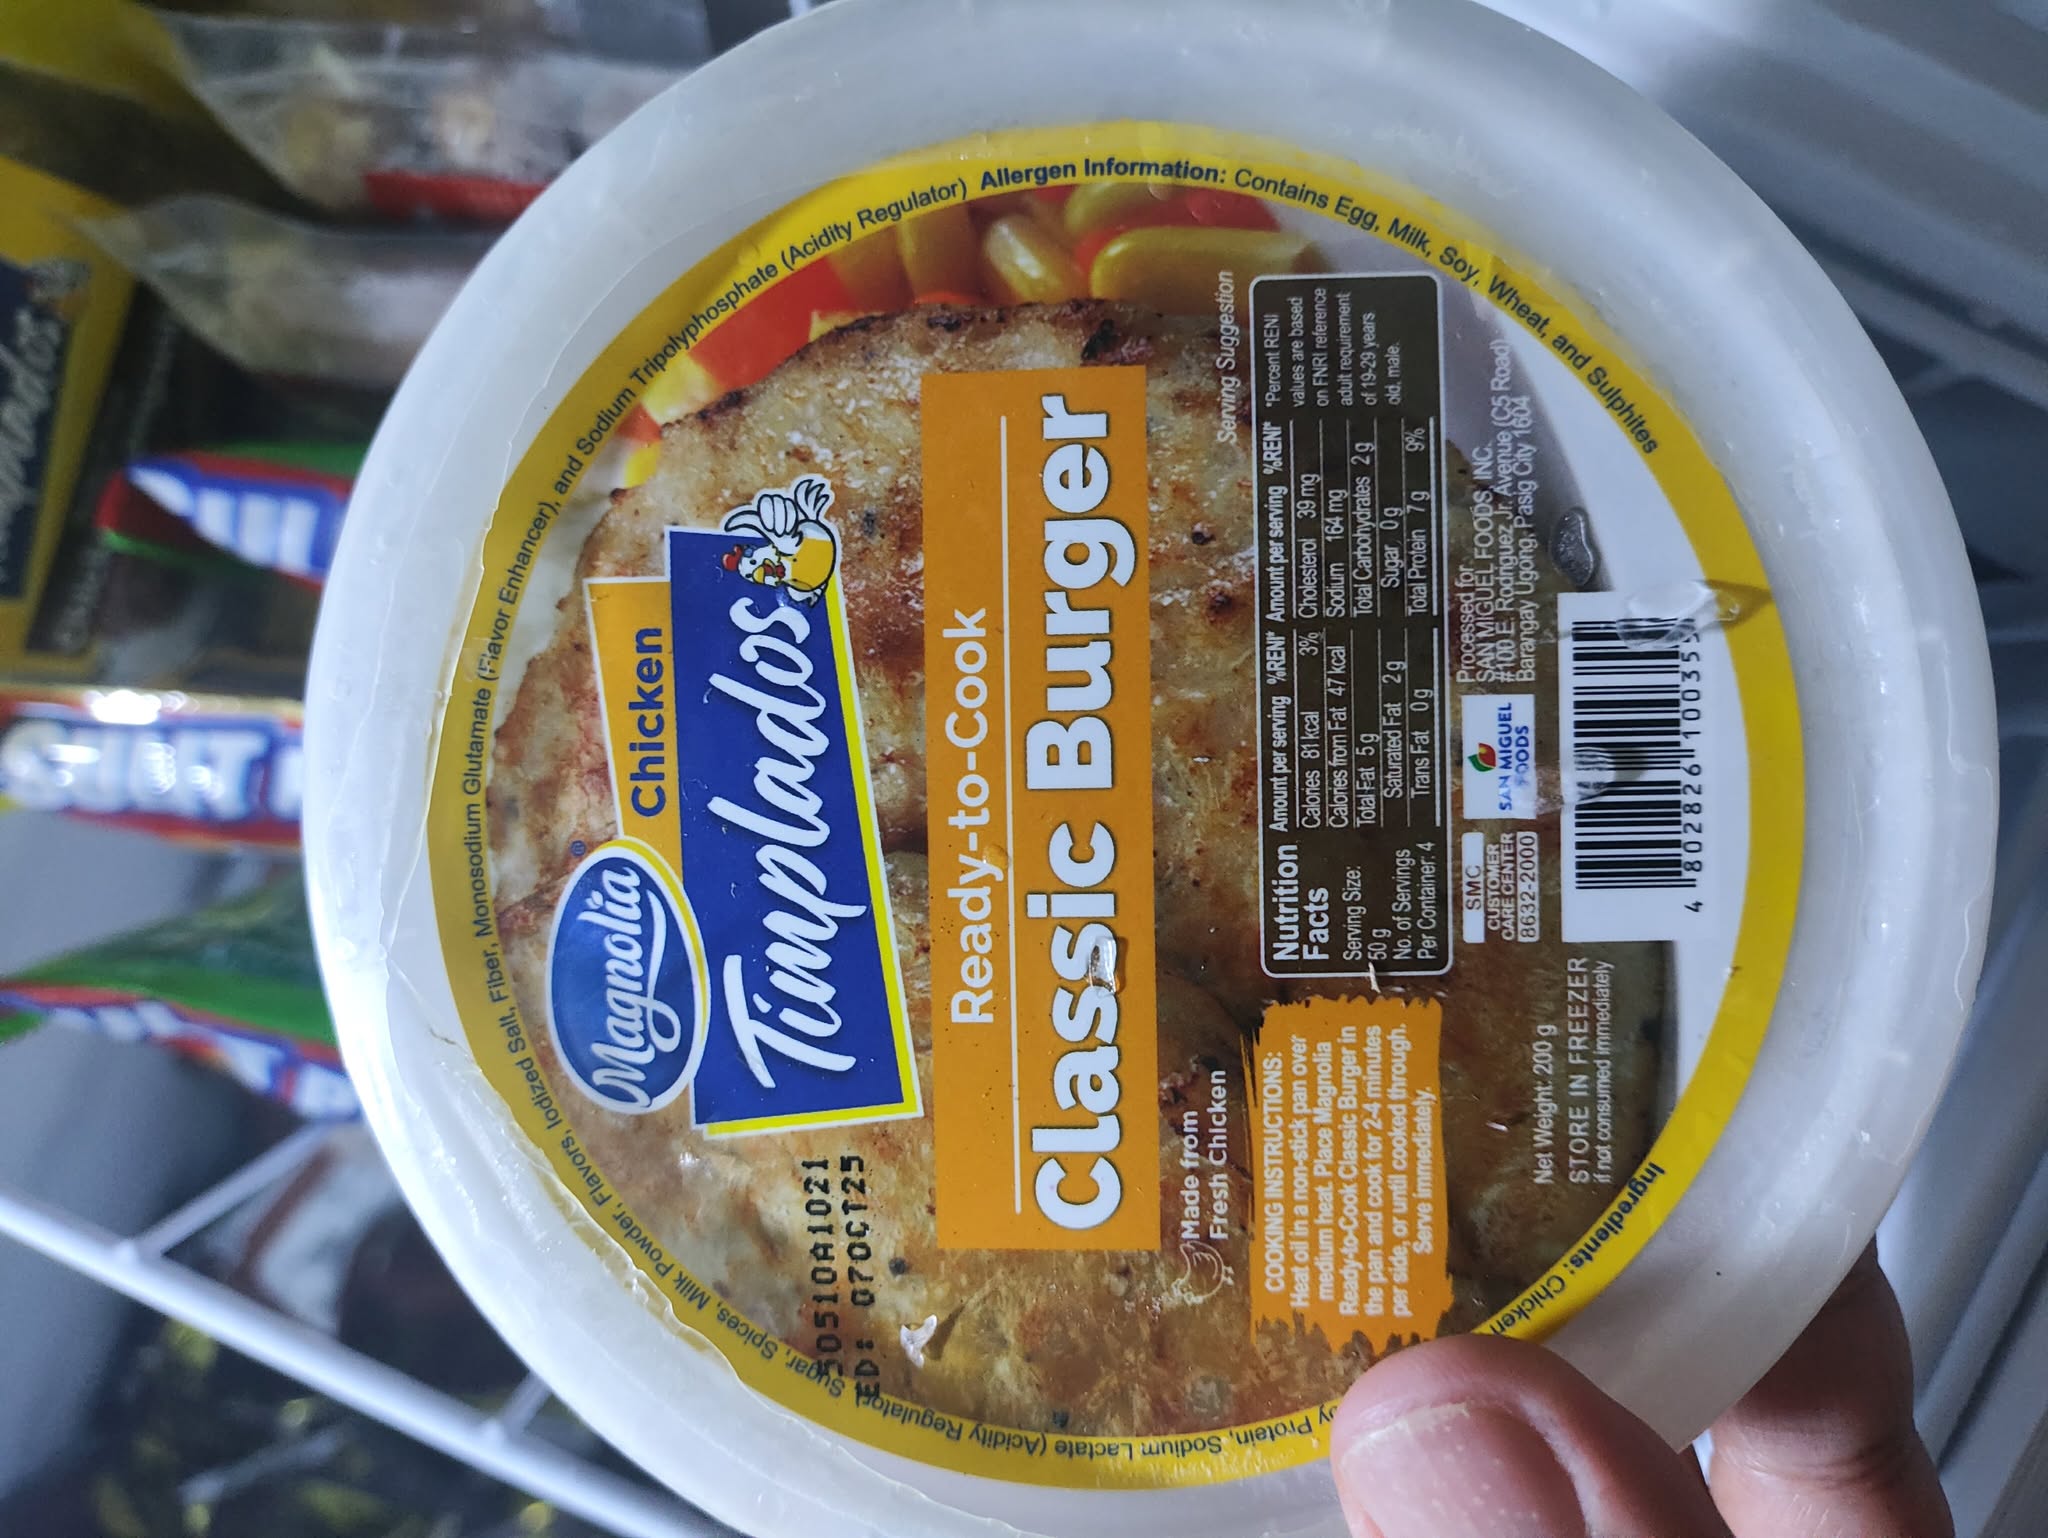 Timplados
Ingredients: Chicken
Protein, Sodium Lactate (Acidity Regulator), Sugar, Spices, Milk Powder, Flavors, Iodized Salt, Fiber, Monosodium Glutamate (Flavor Enhancer), and Sodium Tripolyphosphate (Acidity Regulator) Allergen Information: Contains Egg, Milk, Soy, Wheat, and Sulphites
Magnolia®
Chicken
Timplados
50510A1021
ED: 07OCT25
Ready-to-Cook
Classic Burger
Made from
Fresh Chicken
Serving Suggestion
COOKING INSTRUCTIONS:
Heat oil in a non-stick pan over
medium heat. Place Magnolia
Ready-to-Cook Classic Burger in
the pan and cook for 2-4 minutes
per side, or until cooked through.
Serve immediately.
Nutrition
Facts
Serving Size:
50 g
No. of Servings
Per Container: 4
Amount per serving %RENI*
Calories 81 kcal 3%
Calories from Fat 47 kcal
Total Fat 5 g
Saturated Fat 2 g
Trans Fat 0 g
Amount per serving %RENI*
Cholesterol 39 mg
Sodium 164 mg
Total Carbohydrates 2 g
Sugar 0 g
Total Protein 7 g 9%
*Percent RENI
values are based
on FNRI reference
adult requirement
of 19-29 years
old, male.
SMC
CUSTOMER
CARE CENTER
8632-2000
SAN MIGUEL
FOODS
Processed for
SAN MIGUEL FOODS, INC.
#100 E. Rodriguez Jr. Avenue (C5 Road)
Barangay Ugong, Pasig City 1604
Net Weight: 200 g
STORE IN FREEZER
if not consumed immediately
4 802826 10035